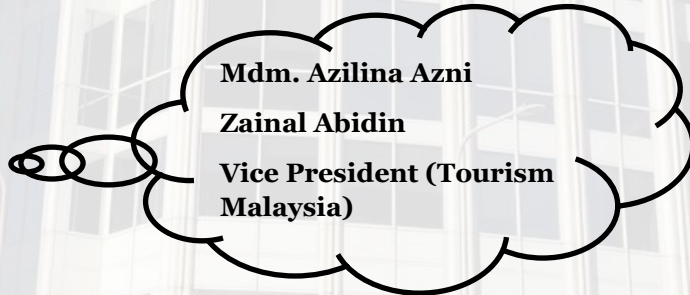 Mdm. Azilina Azni
Zainal Abidin
Vice President (Tourism
Malaysia)